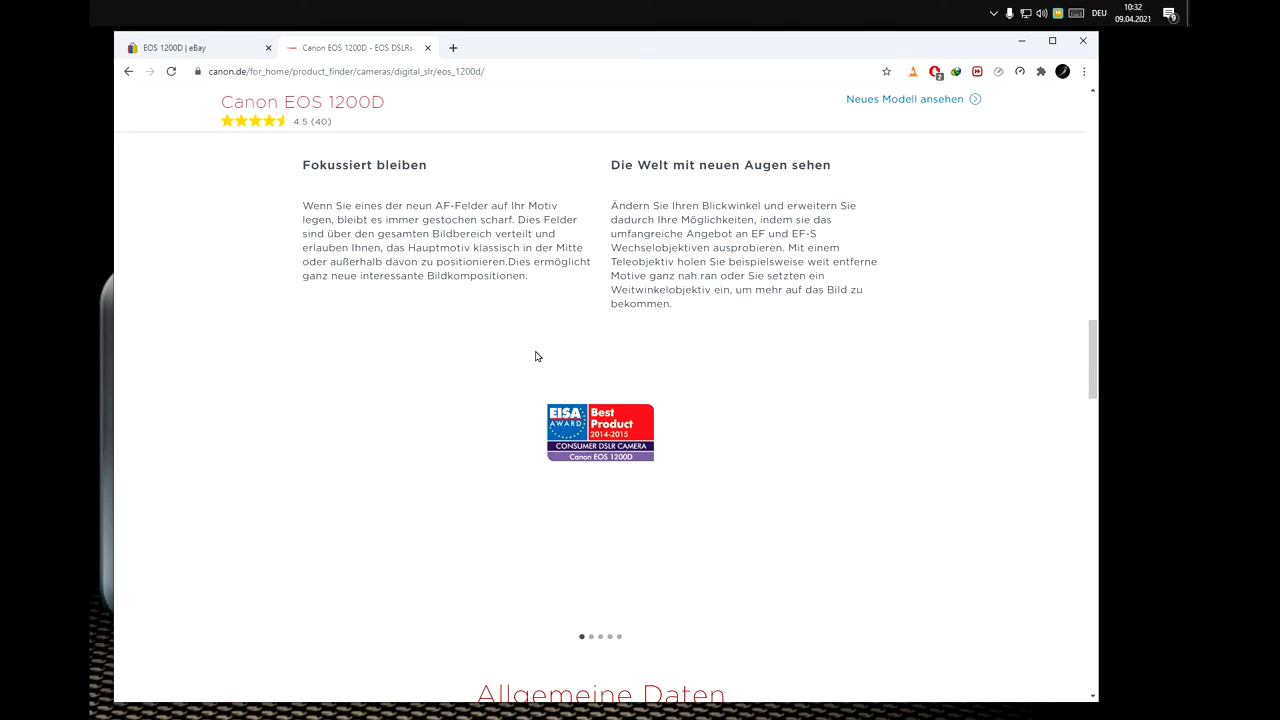 DEU
10:32
09.04.2021
9
EOS 1200D | eBay
Canon EOS 1200D - EOS DSLRs
canon.de/for_home/product_finder/cameras/digital_slr/eos_1200d/
2
Canon EOS 1200D
Neues Modell ansehen
4.5 (40)
Fokussiert bleiben
Wenn Sie eines der neun AF-Felder auf Ihr Motiv
legen, bleibt es immer gestochen scharf. Dies Felder
sind über den gesamten Bildbereich verteilt und
erlauben Ihnen, das Hauptmotiv klassisch in der Mitte
oder außerhalb davon zu positionieren.Dies ermöglicht
ganz neue interessante Bildkompositionen.
Die Welt mit neuen Augen sehen
Ändern Sie Ihren Blickwinkel und erweitern Sie
dadurch Ihre Möglichkeiten, indem sie das
umfangreiche Angebot an EF und EF-S
Wechselobjektiven ausprobieren. Mit einem
Teleobjektiv holen Sie beispielsweise weit entferne
Motive ganz nah ran oder Sie setzten ein
Weitwinkelobjektiv ein, um mehr auf das Bild zu
bekommen.
EISA
AWARD
Best
Product
2014-2015
CONSUMER DSLR CAMERA
Canon EOS 1200D
Allgemeine Daten